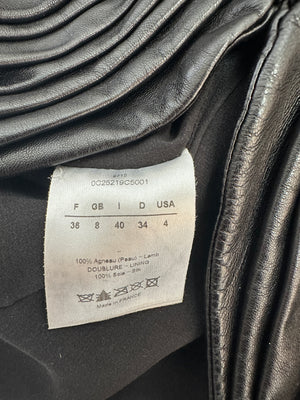 0C25219C5001
F GB I D USA
36 8 40 34 4
100% Agneau (Peau) - Lamb
DOUBLURE - LINING
100% Soie - Silk
Made in FRANCE